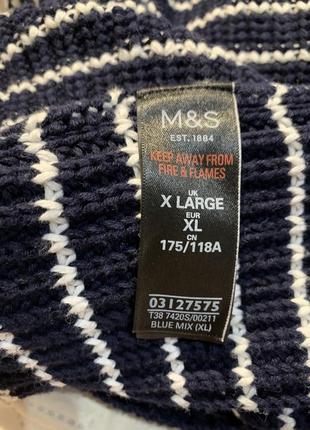 M&S
EST. 1884
KEEP AWAY FROM
FIRE & FLAMES
UK
X LARGE
EUR
XL
CN
175/118A
03127575
T38 7420S/00211
BLUE MIX (XL)